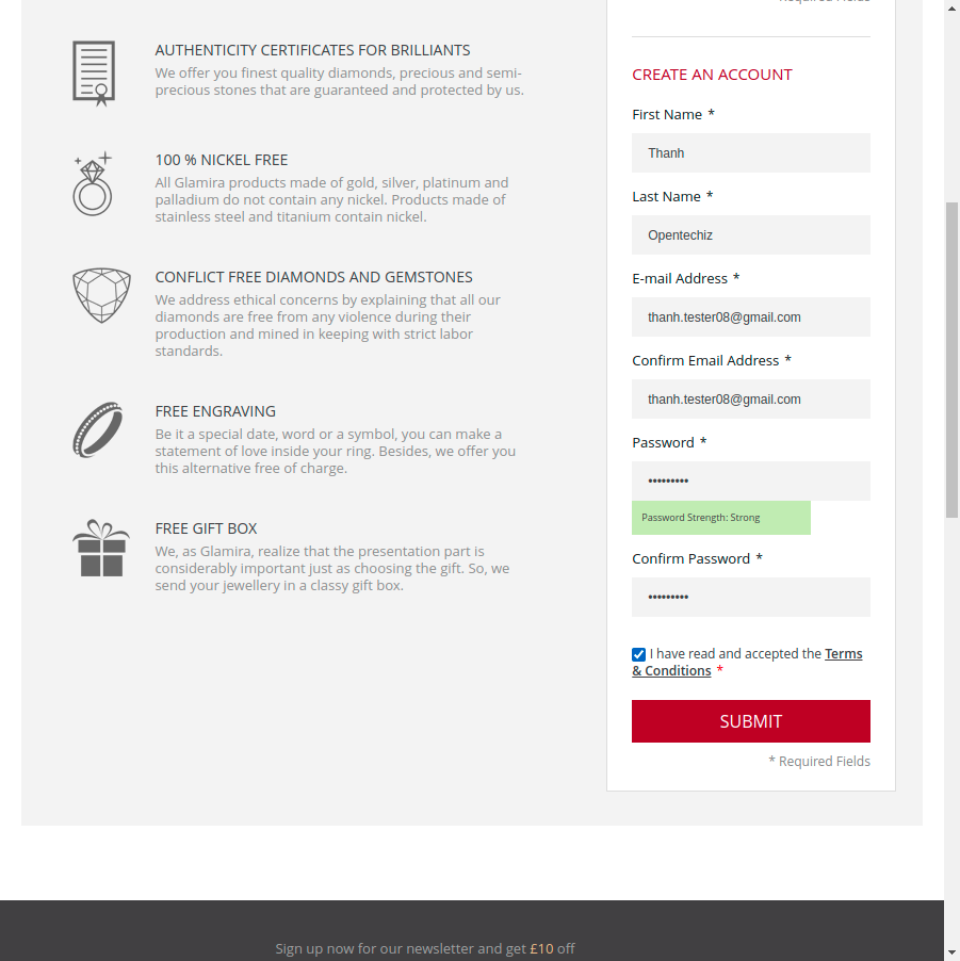 AUTHENTICITY CERTIFICATES FOR BRILLIANTS
We offer you finest quality diamonds, precious and semi-
precious stones that are guaranteed and protected by us.
100 % NICKEL FREE
All Glamira products made of gold, silver, platinum and
palladium do not contain any nickel. Products made of
stainless steel and titanium contain nickel.
CONFLICT FREE DIAMONDS AND GEMSTONES
We address ethical concerns by explaining that all our
diamonds are free from any violence during their
production and mined in keeping with strict labor
standards.
FREE ENGRAVING
Be it a special date, word or a symbol, you can make a
statement of love inside your ring. Besides, we offer you
this alternative free of charge.
FREE GIFT BOX
We, as Glamira, realize that the presentation part is
considerably important just as choosing the gift. So, we
send your jewellery in a classy gift box.
Required Fields
CREATE AN ACCOUNT
First Name *
Thanh
Last Name *
Opentechiz
E-mail Address *
thanh.tester08@gmail.com
Confirm Email Address *
thanh.tester08@gmail.com
Password *
•••••••••
Password Strength: Strong
Confirm Password *
•••••••••
I have read and accepted the Terms
& Conditions *
SUBMIT
* Required Fields
Sign up now for our newsletter and get £10 off